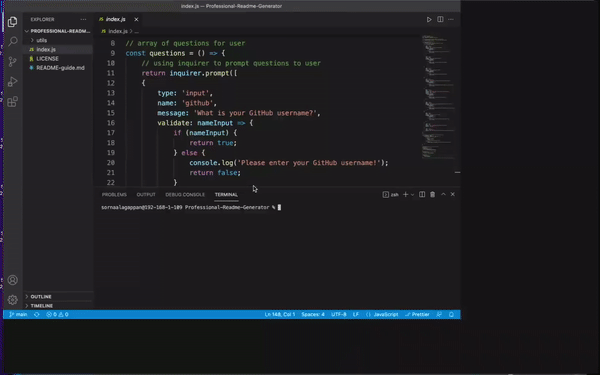 index.js — Professional-Readme-Generator
EXPLORER
PROFESSIONAL-READM...
utils
index.js
LICENSE
README-guide.md
OUTLINE
TIMELINE
index.js
index.js > ...
8 // array of questions for user
9 const questions = () => {
10 // using inquirer to prompt questions to user
11 return inquirer.prompt([
12 {
13 type: 'input',
14 name: 'github',
15 message: 'What is your GitHub username?',
16 validate: nameInput => {
17 if (nameInput) {
18 return true;
19 } else {
20 console.log('Please enter your GitHub username!');
21 return false;
22 }
PROBLEMS OUTPUT DEBUG CONSOLE TERMINAL zsh
sornaalagappan@192-168-1-109 Professional-Readme-Generator %
main 0 0 Ln 148, Col 1 Spaces: 4 UTF-8 LF JavaScript Prettier